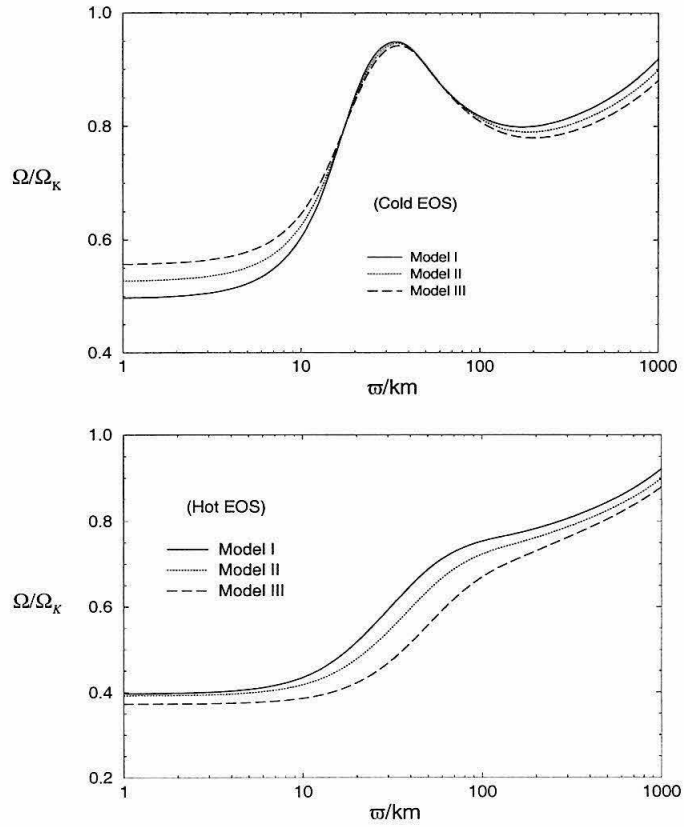 1.0
0.8
Ω/Ω_K
0.6
0.4
(Cold EOS)
Model I
Model II
Model III
1 10 100 1000
ϖ/km
1.0
0.8
Ω/Ω_K
0.6
0.4
0.2
(Hot EOS)
Model I
Model II
Model III
1 10 100 1000
ϖ/km